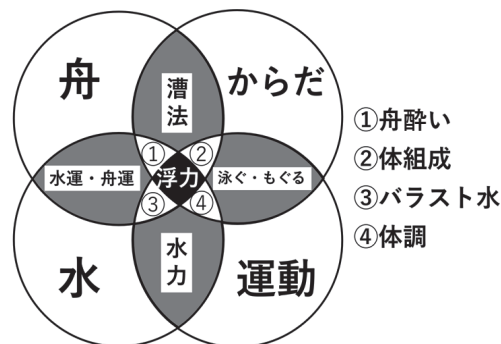 舟
からだ
漕法
水運・舟運
①
②
浮力
③
④
泳ぐ・もぐる
水力
水
運動
①舟酔い
②体組成
③バラスト水
④体調